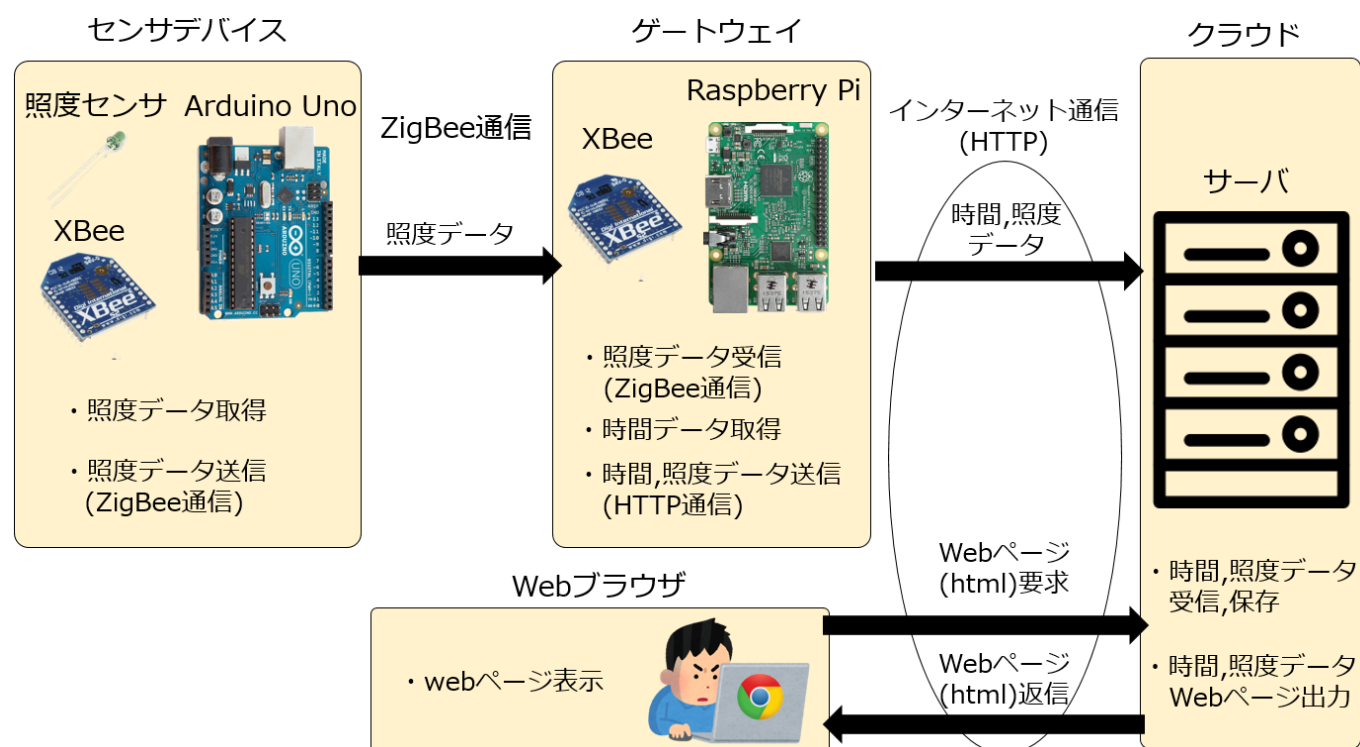 センサデバイス
照度センサ
Arduino Uno
XBee
・照度データ取得
・照度データ送信
(ZigBee通信)
ZigBee通信
照度データ
ゲートウェイ
Raspberry Pi
XBee
・照度データ受信
(ZigBee通信)
・時間データ取得
・時間,照度データ送信
(HTTP通信)
インターネット通信
(HTTP)
時間,照度
データ
クラウド
サーバ
・時間,照度データ
受信,保存
・時間,照度データ
Webページ出力
Webブラウザ
・webページ表示
Webページ
(html)要求
Webページ
(html)返信
Digi International
XBee
ARDUINO
UNO
Digi International
XBee